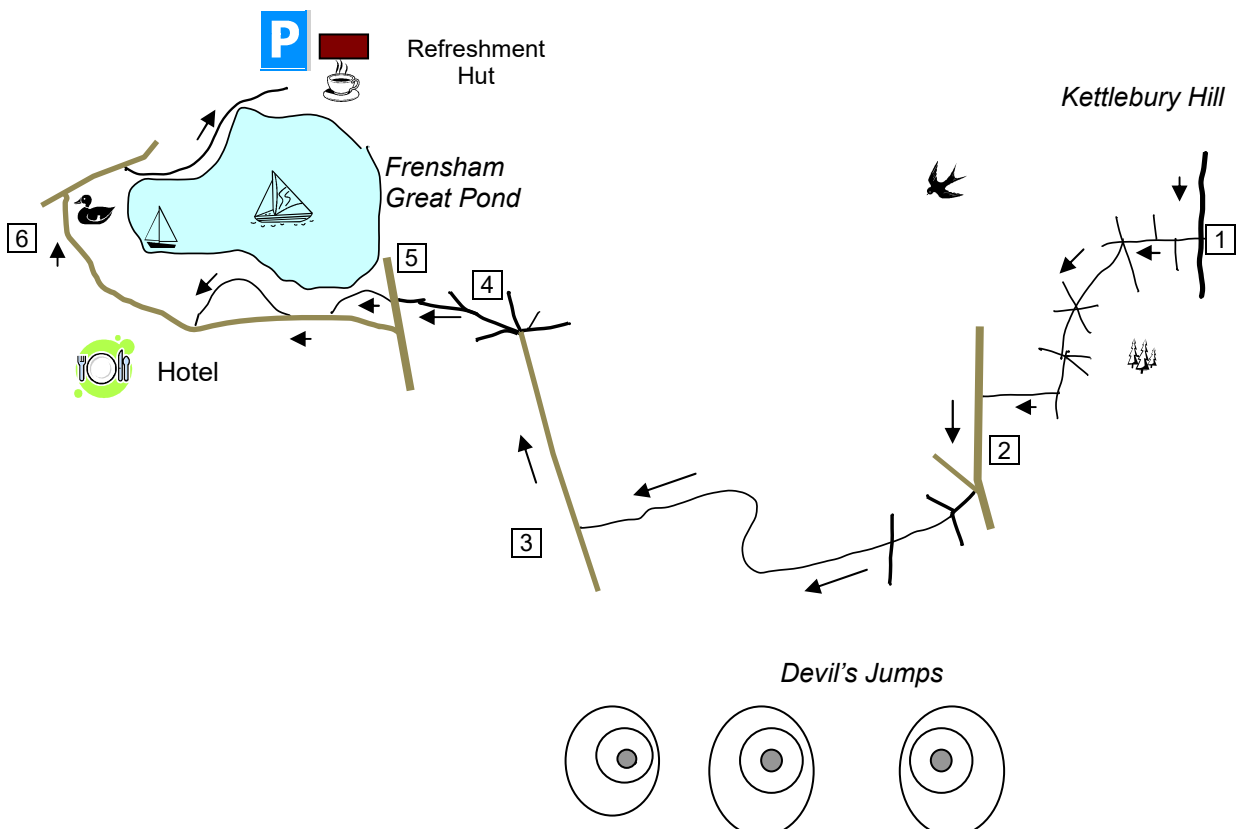 P
Refreshment
Hut
Kettlebury Hill
Frensham
Great Pond
6
5
4
1
Hotel
2
3
Devil's Jumps